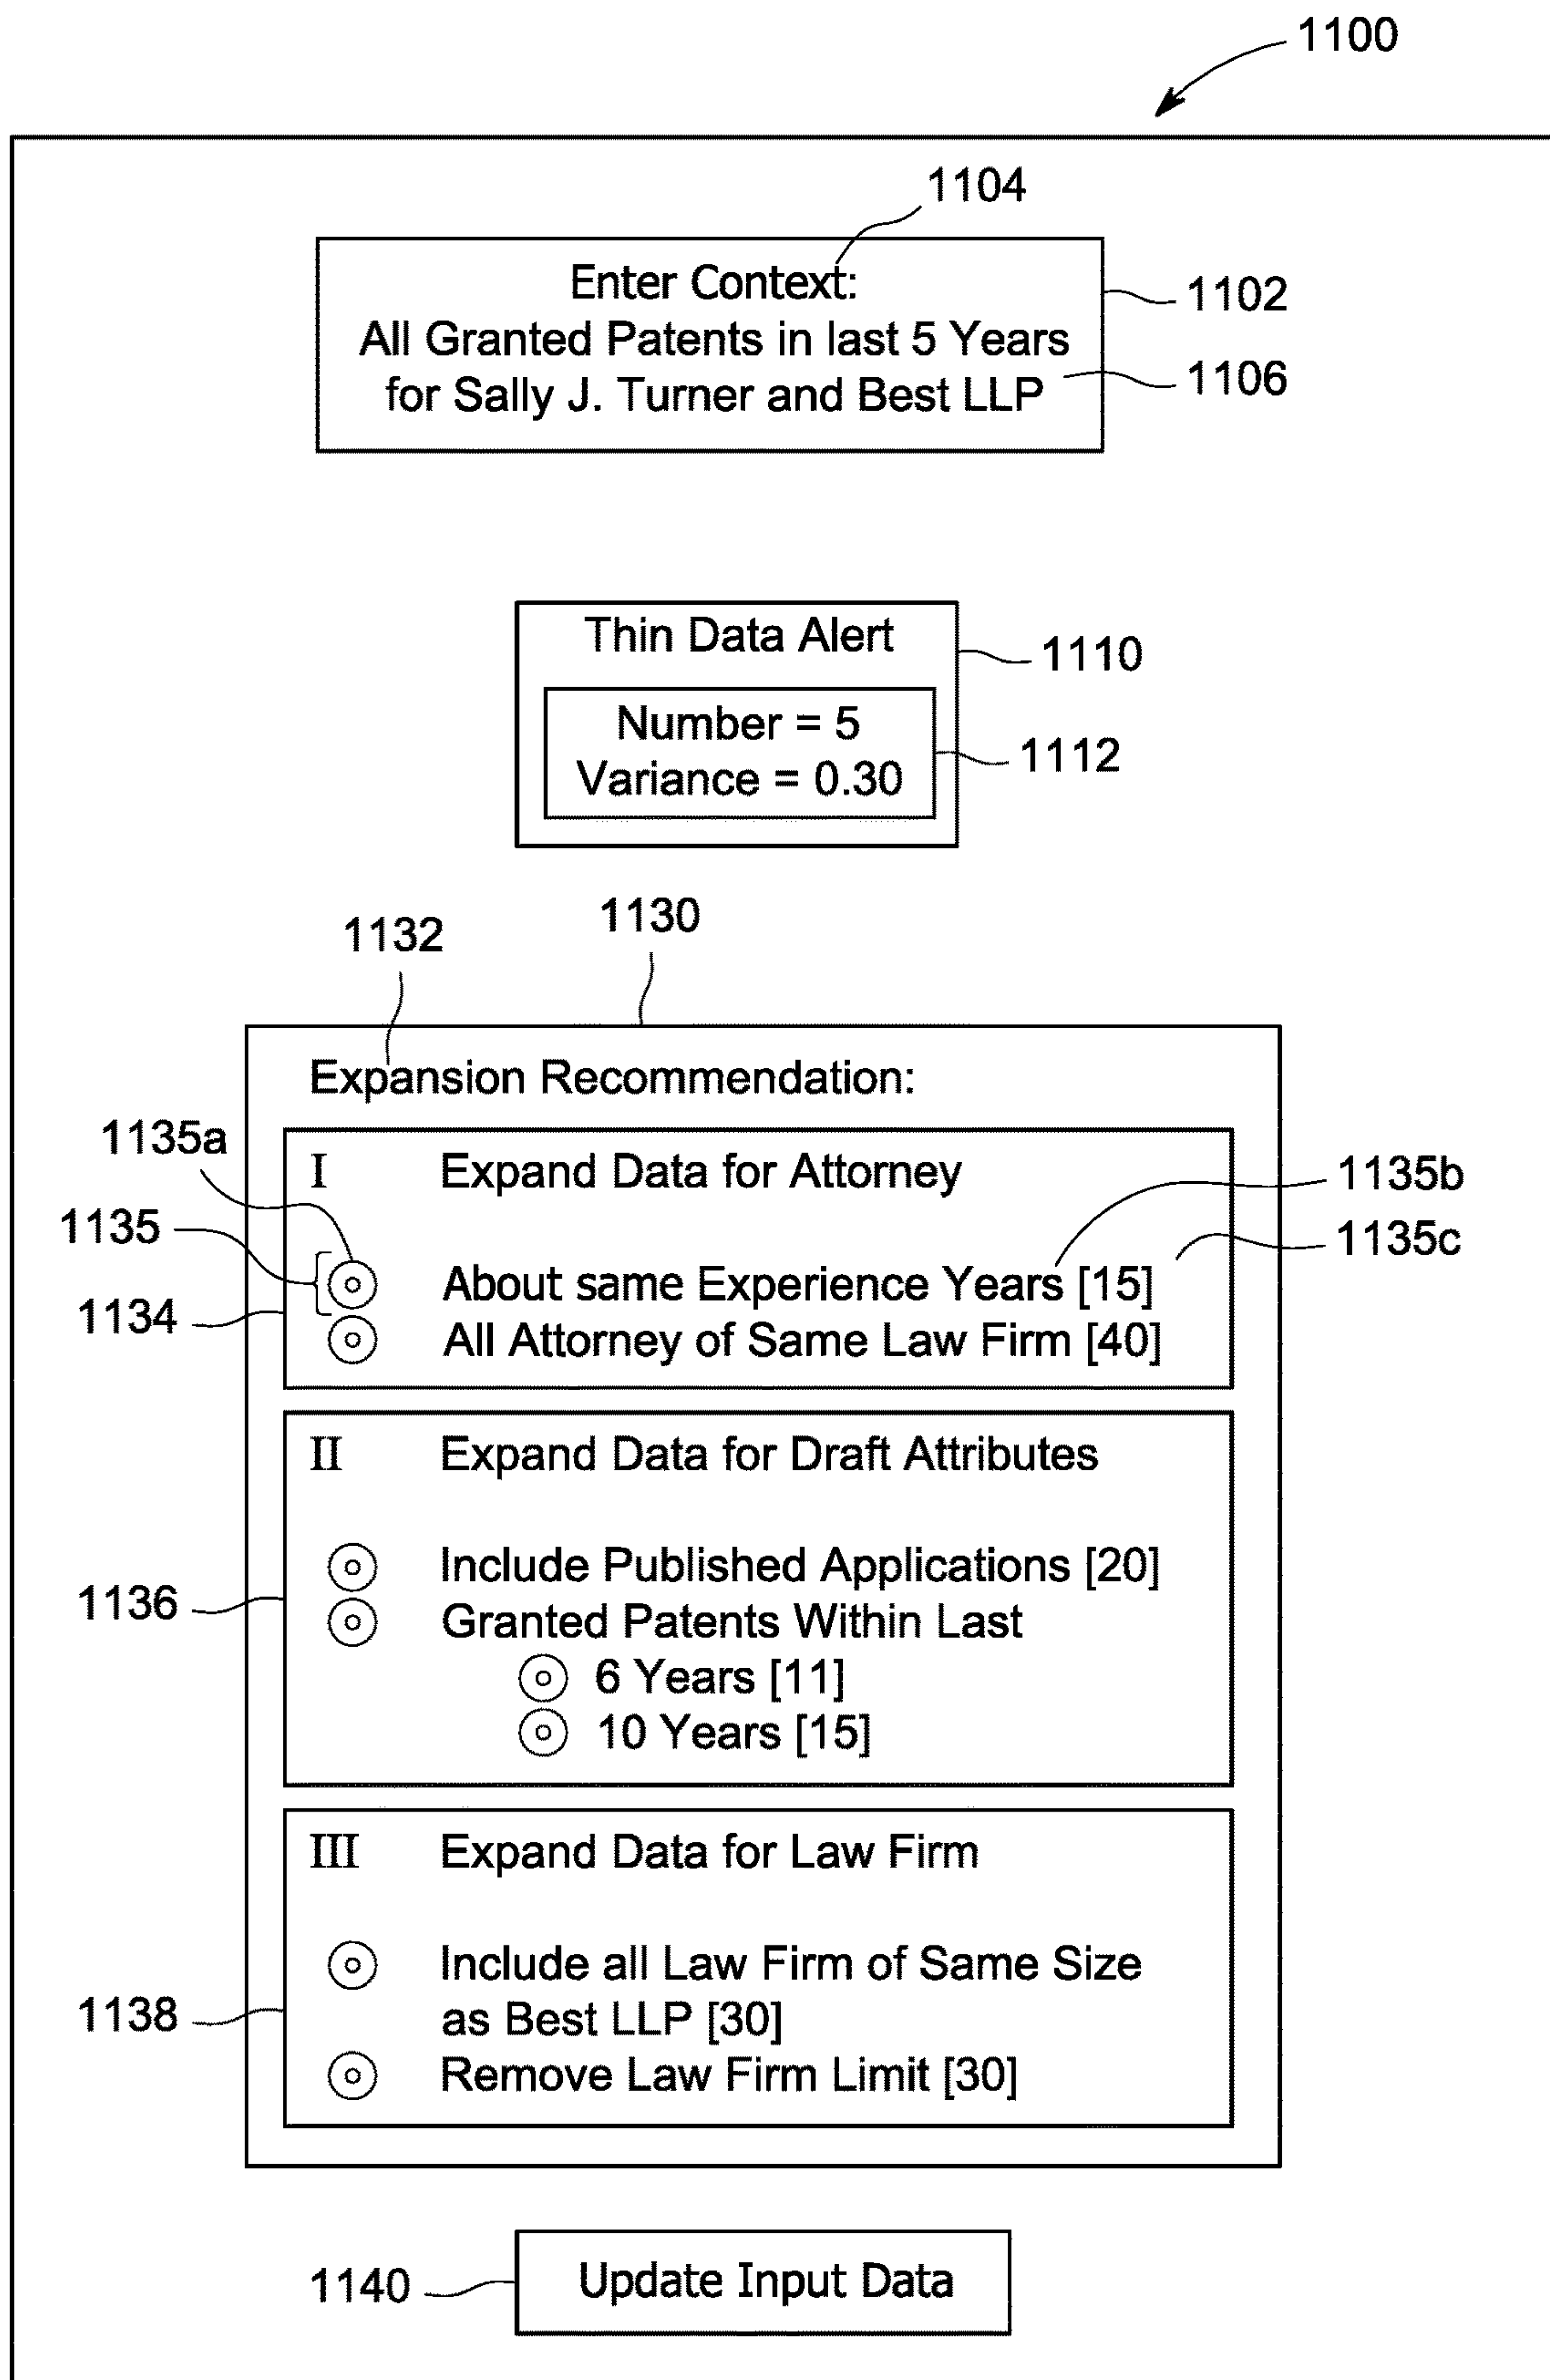 1100
1104
Enter Context:
1102
All Granted Patents in last 5 Years
1106
for Sally J. Turner and Best LLP
Thin Data Alert
1110
Number = 5
1112
Variance = 0.30
1130
1132
Expansion Recommendation:
1135a
I Expand Data for Attorney
1135b
1135
1135c
About same Experience Years [15]
1134
All Attorney of Same Law Firm [40]
II Expand Data for Draft Attributes
Include Published Applications [20]
1136
Granted Patents Within Last
6 Years [11]
10 Years [15]
III Expand Data for Law Firm
Include all Law Firm of Same Size
1138
as Best LLP [30]
Remove Law Firm Limit [30]
1140
Update Input Data